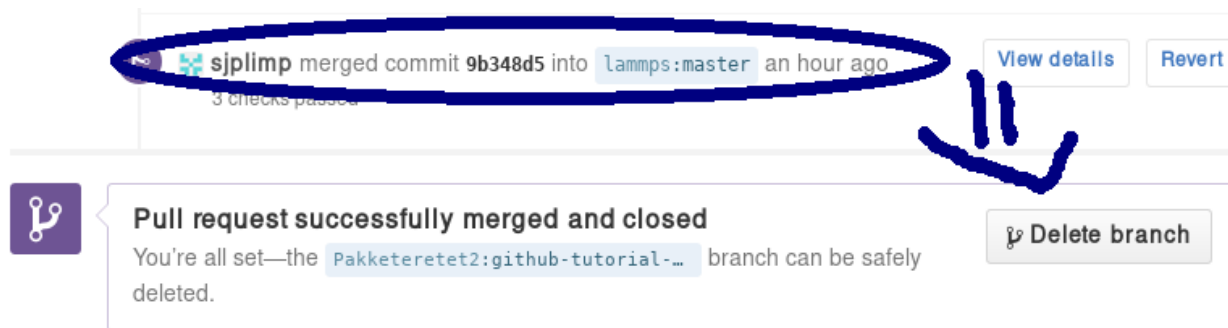 sjplimp merged commit 9b348d5 into lammps:master an hour ago View details Revert
3 checks passed
Pull request successfully merged and closed
You're all set—the Pakketeretet2:github-tutorial-… branch can be safely
deleted.
Delete branch